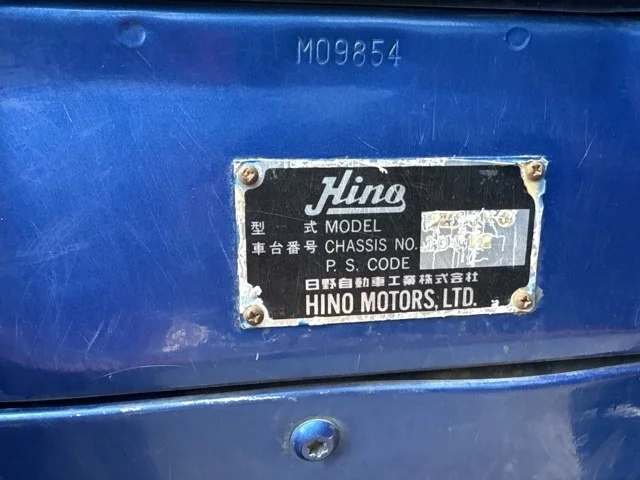 M09854
Hino
型 式 MODEL
車台番号 CHASSIS NO.
P. S. CODE
日野自動車工業株式会社
HINO MOTORS, LTD.